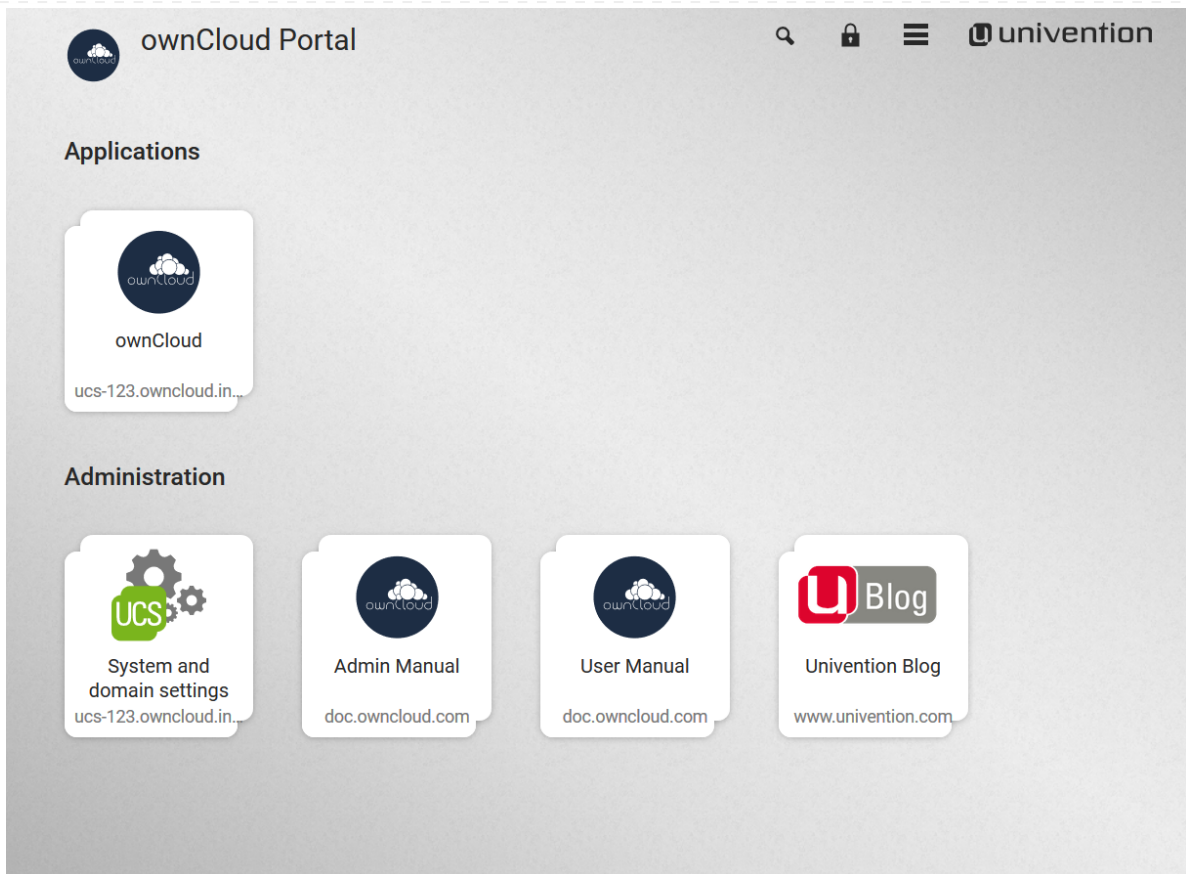 ownCloud
ownCloud Portal
univention
Applications
ownCloud
ownCloud
ucs-123.owncloud.in...
Administration
UCS
System and
domain settings
ucs-123.owncloud.in...
ownCloud
Admin Manual
doc.owncloud.com
ownCloud
User Manual
doc.owncloud.com
u Blog
Univention Blog
www.univention.com